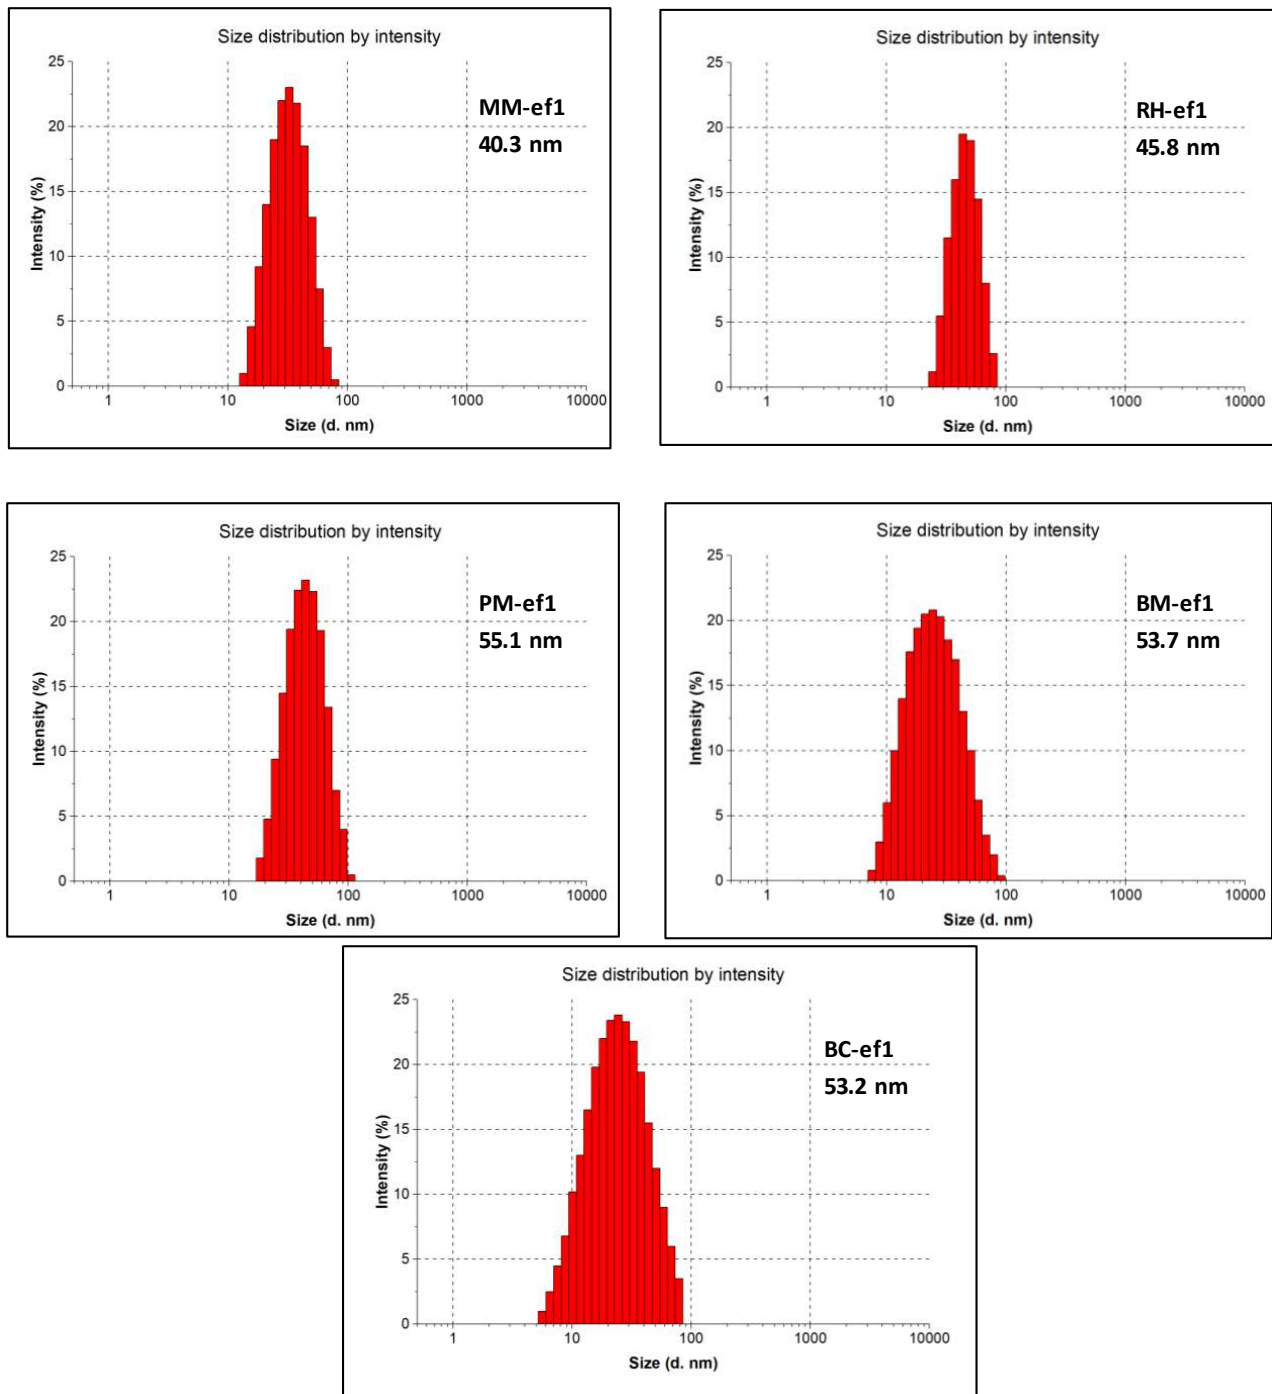 Size distribution by intensity
25
20
15
10
5
0
Intensity (%)
MM-ef1
40.3 nm
1
10
100
1000
10000
Size (d. nm)
Size distribution by intensity
25
20
15
10
5
0
Intensity (%)
RH-ef1
45.8 nm
1
10
100
1000
10000
Size (d. nm)
Size distribution by intensity
25
20
15
10
5
0
Intensity (%)
PM-ef1
55.1 nm
1
10
100
1000
10000
Size (d. nm)
Size distribution by intensity
25
20
15
10
5
0
Intensity (%)
BM-ef1
53.7 nm
1
10
100
1000
10000
Size (d. nm)
Size distribution by intensity
25
20
15
10
5
0
Intensity (%)
BC-ef1
53.2 nm
1
10
100
1000
10000
Size (d. nm)